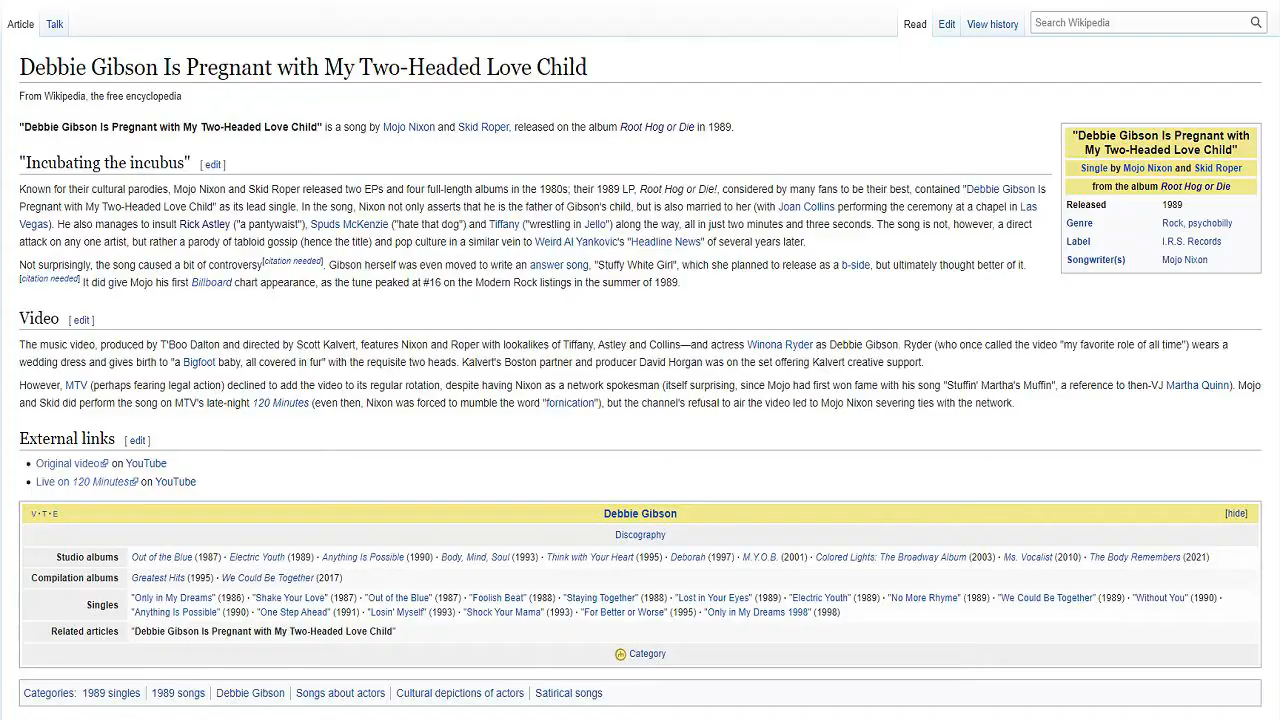 Article Talk Read Edit View history Search Wikipedia
Debbie Gibson Is Pregnant with My Two-Headed Love Child
From Wikipedia, the free encyclopedia
"Debbie Gibson Is Pregnant with My Two-Headed Love Child" is a song by Mojo Nixon and Skid Roper, released on the album Root Hog or Die in 1989.
"Incubating the incubus" [ edit ]
Known for their cultural parodies, Mojo Nixon and Skid Roper released two EPs and four full-length albums in the 1980s; their 1989 LP, Root Hog or Die!, considered by many fans to be their best, contained "Debbie Gibson Is
Pregnant with My Two-Headed Love Child" as its lead single. In the song, Nixon not only asserts that he is the father of Gibson's child, but is also married to her (with Joan Collins performing the ceremony at a chapel in Las
Vegas). He also manages to insult Rick Astley ("a pantywaist"), Spuds McKenzie ("hate that dog") and Tiffany ("wrestling in Jello") along the way, all in just two minutes and three seconds. The song is not, however, a direct
attack on any one artist, but rather a parody of tabloid gossip (hence the title) and pop culture in a similar vein to Weird Al Yankovic's "Headline News" of several years later.
Not surprisingly, the song caused a bit of controversy[citation needed]. Gibson herself was even moved to write an answer song, "Stuffy White Girl", which she planned to release as a b-side, but ultimately thought better of it.
[citation needed] It did give Mojo his first Billboard chart appearance, as the tune peaked at #16 on the Modern Rock listings in the summer of 1989.
"Debbie Gibson Is Pregnant with
My Two-Headed Love Child"
Single by Mojo Nixon and Skid Roper
from the album Root Hog or Die
Released 1989
Genre Rock, psychobilly
Label I.R.S. Records
Songwriter(s) Mojo Nixon
Video [ edit ]
The music video, produced by T'Boo Dalton and directed by Scott Kalvert, features Nixon and Roper with lookalikes of Tiffany, Astley and Collins—and actress Winona Ryder as Debbie Gibson. Ryder (who once called the video "my favorite role of all time") wears a
wedding dress and gives birth to "a Bigfoot baby, all covered in fur" with the requisite two heads. Kalvert's Boston partner and producer David Horgan was on the set offering Kalvert creative support.
However, MTV (perhaps fearing legal action) declined to add the video to its regular rotation, despite having Nixon as a network spokesman (itself surprising, since Mojo had first won fame with his song "Stuffin' Martha's Muffin", a reference to then-VJ Martha Quinn). Mojo
and Skid did perform the song on MTV's late-night 120 Minutes (even then, Nixon was forced to mumble the word "fornication"), but the channel's refusal to air the video led to Mojo Nixon severing ties with the network.
External links [ edit ]
• Original video on YouTube
• Live on 120 Minutes on YouTube
V·T·E Debbie Gibson [hide]
Discography
Studio albums Out of the Blue (1987) · Electric Youth (1989) · Anything Is Possible (1990) · Body, Mind, Soul (1993) · Think with Your Heart (1995) · Deborah (1997) · M.Y.O.B. (2001) · Colored Lights: The Broadway Album (2003) · Ms. Vocalist (2010) · The Body Remembers (2021)
Compilation albums Greatest Hits (1995) · We Could Be Together (2017)
Singles "Only in My Dreams" (1986) · "Shake Your Love" (1987) · "Out of the Blue" (1987) · "Foolish Beat" (1988) · "Staying Together" (1988) · "Lost in Your Eyes" (1989) · "Electric Youth" (1989) · "No More Rhyme" (1989) · "We Could Be Together" (1989) · "Without You" (1990) ·
"Anything Is Possible" (1990) · "One Step Ahead" (1991) · "Losin' Myself" (1993) · "Shock Your Mama" (1993) · "For Better or Worse" (1995) · "Only in My Dreams 1998" (1998)
Related articles "Debbie Gibson Is Pregnant with My Two-Headed Love Child"
Category
Categories: 1989 singles | 1989 songs | Debbie Gibson | Songs about actors | Cultural depictions of actors | Satirical songs